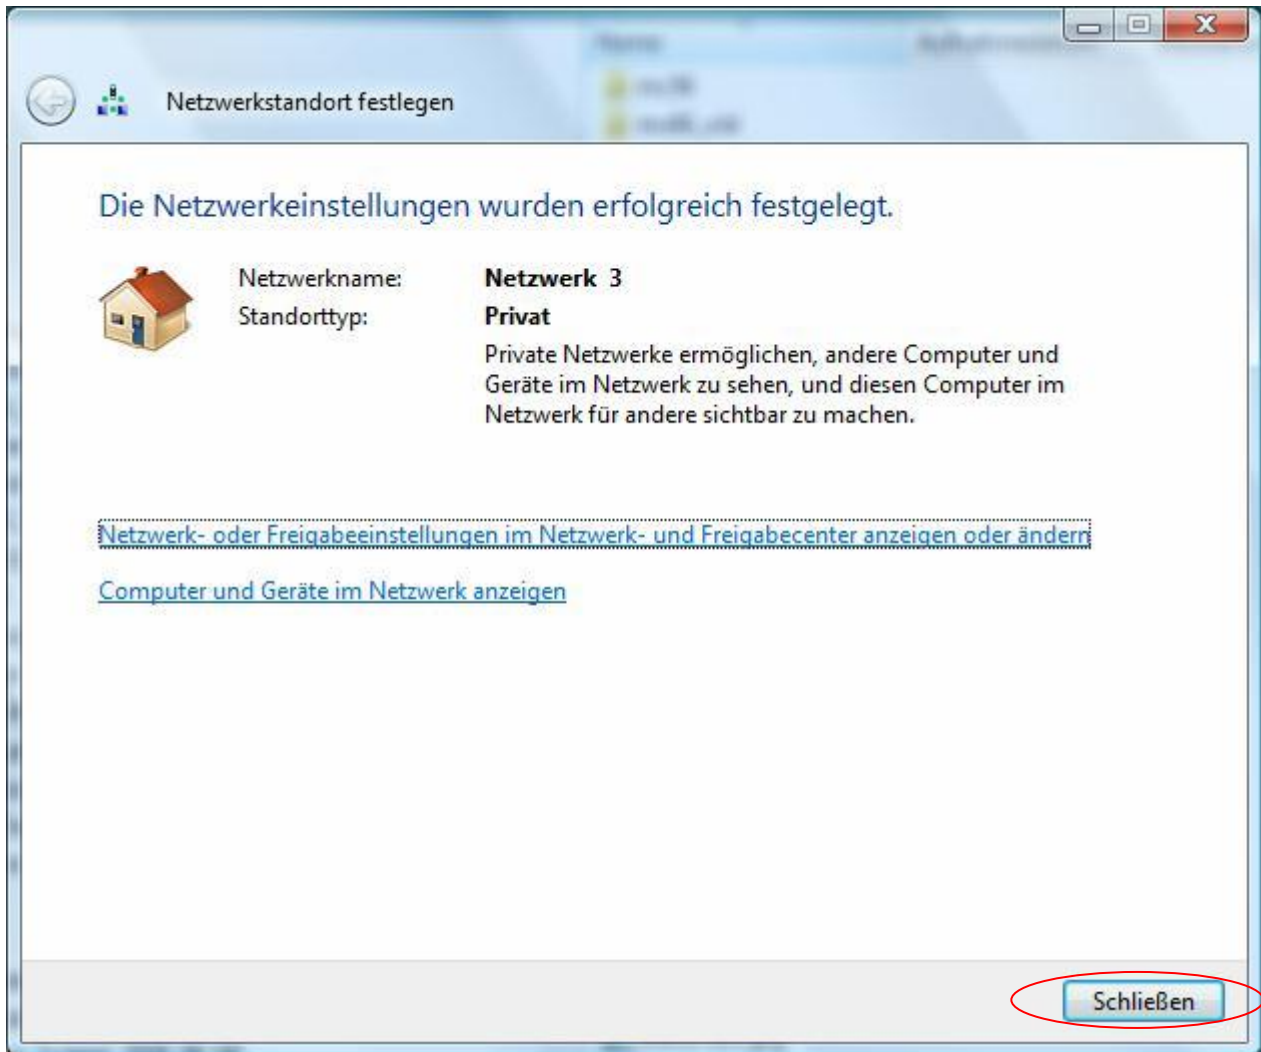 Netzwerkstandort festlegen
Die Netzwerkeinstellungen wurden erfolgreich festgelegt.
Netzwerkname: Netzwerk 3
Standorttyp: Privat
Private Netzwerke ermöglichen, andere Computer und
Geräte im Netzwerk zu sehen, und diesen Computer im
Netzwerk für andere sichtbar zu machen.
Netzwerk- oder Freigabeeinstellungen im Netzwerk- und Freigabecenter anzeigen oder ändern
Computer und Geräte im Netzwerk anzeigen
Schließen